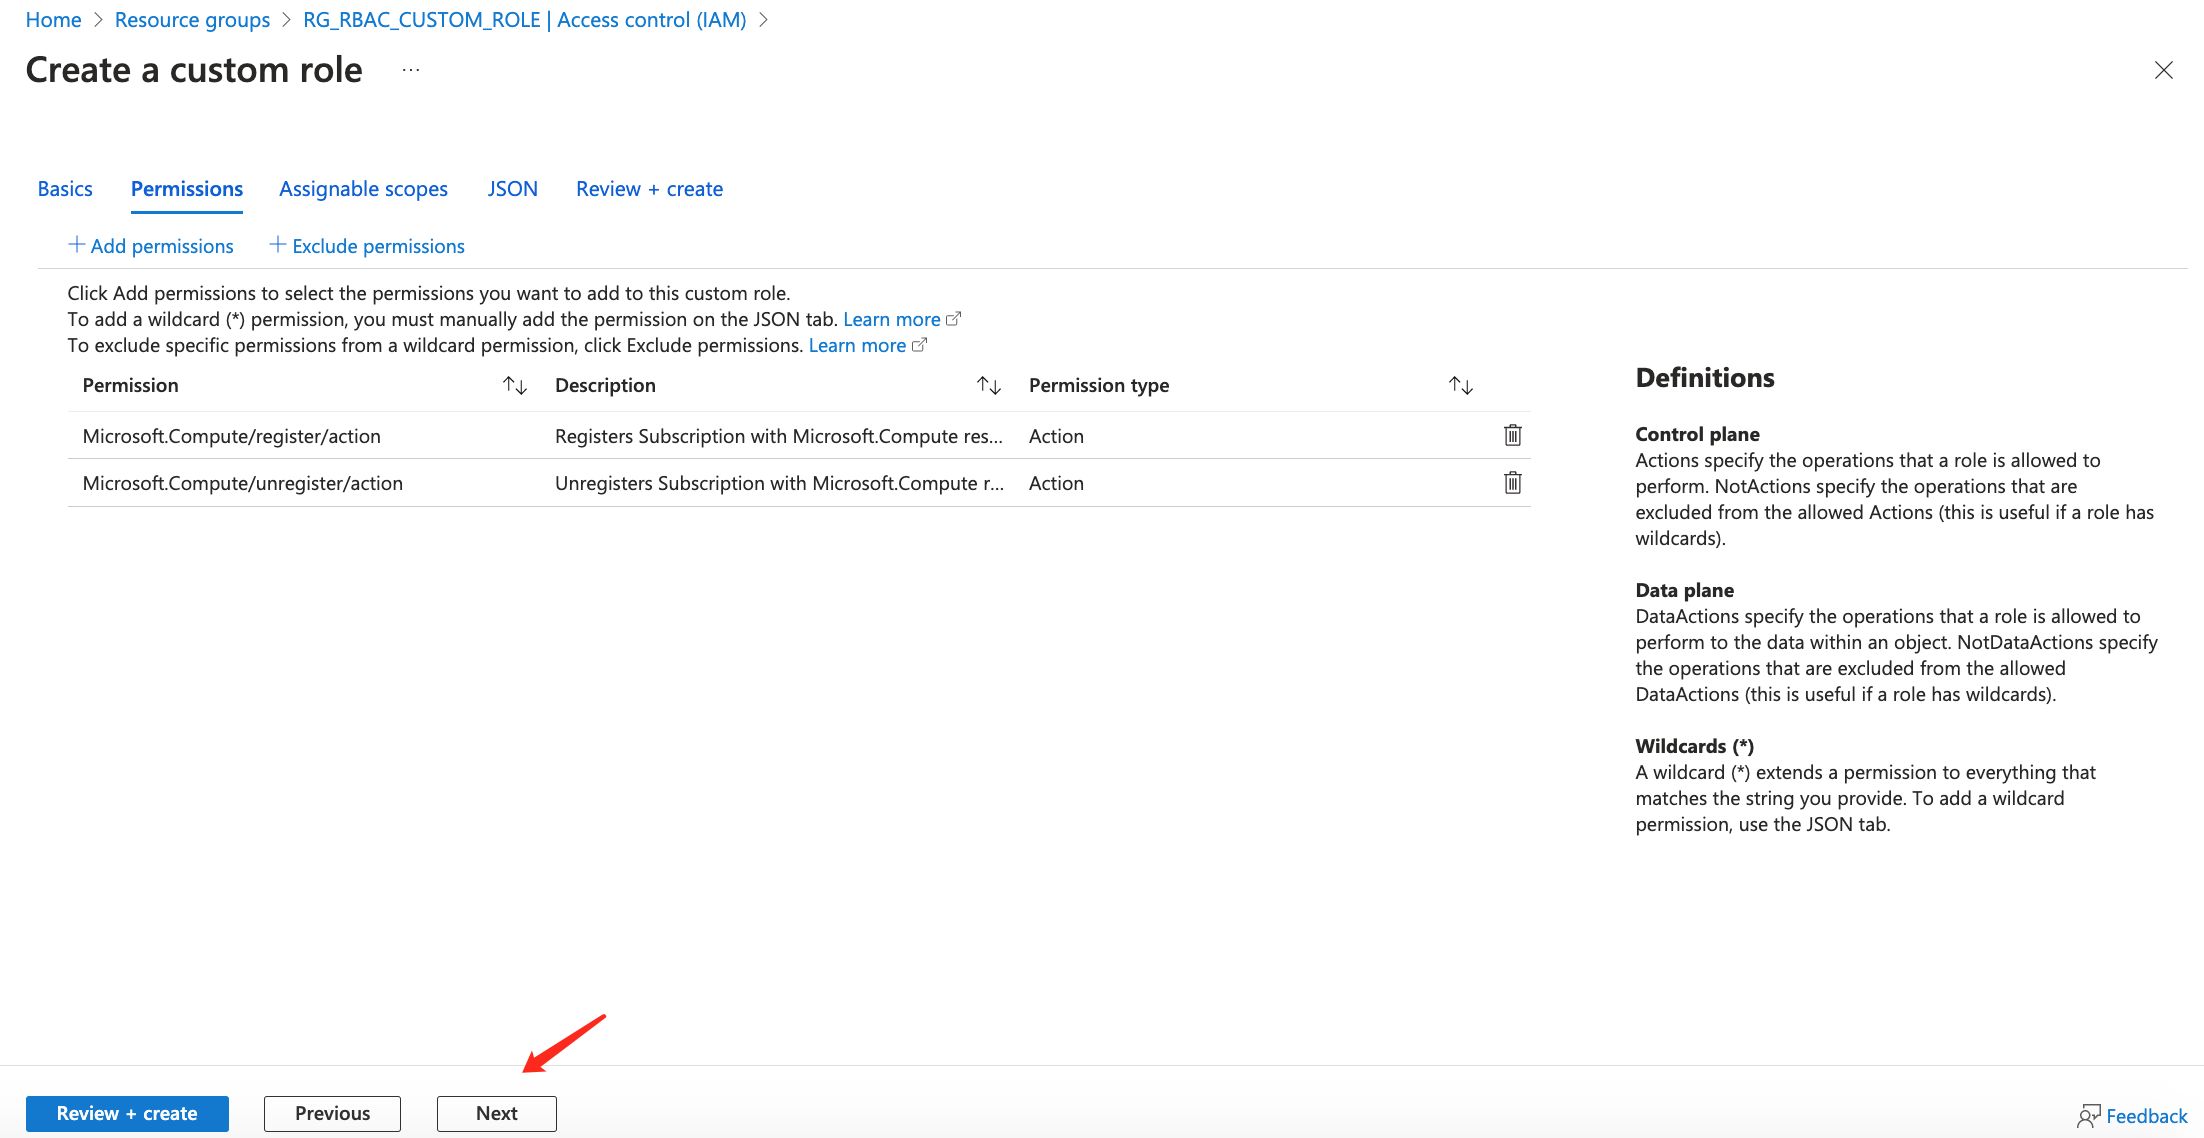 Home > Resource groups > RG_RBAC_CUSTOM_ROLE | Access control (IAM) >
Create a custom role ...
Basics Permissions Assignable scopes JSON Review + create
+ Add permissions + Exclude permissions
Click Add permissions to select the permissions you want to add to this custom role.
To add a wildcard (*) permission, you must manually add the permission on the JSON tab. Learn more
To exclude specific permissions from a wildcard permission, click Exclude permissions. Learn more
Permission Description Permission type
Microsoft.Compute/register/action Registers Subscription with Microsoft.Compute res... Action
Microsoft.Compute/unregister/action Unregisters Subscription with Microsoft.Compute r... Action
Definitions
Control plane
Actions specify the operations that a role is allowed to
perform. NotActions specify the operations that are
excluded from the allowed Actions (this is useful if a role has
wildcards).
Data plane
DataActions specify the operations that a role is allowed to
perform to the data within an object. NotDataActions specify
the operations that are excluded from the allowed
DataActions (this is useful if a role has wildcards).
Wildcards (*)
A wildcard (*) extends a permission to everything that
matches the string you provide. To add a wildcard
permission, use the JSON tab.
Review + create Previous Next
Feedback